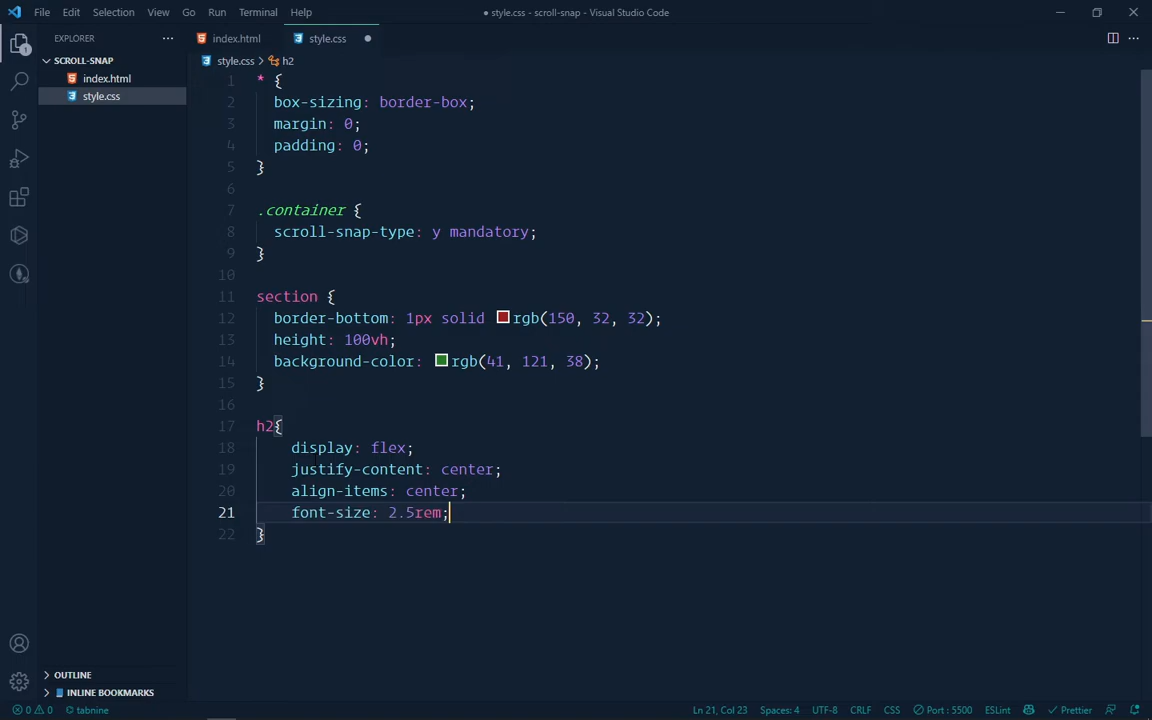 File Edit Selection View Go Run Terminal Help
● style.css - scroll-snap - Visual Studio Code
EXPLORER
SCROLL-SNAP
index.html
style.css
1
OUTLINE
INLINE BOOKMARKS
index.html style.css
style.css > h2
1 * {
2 box-sizing: border-box;
3 margin: 0;
4 padding: 0;
5 }
6
7 .container {
8 scroll-snap-type: y mandatory;
9 }
10
11 section {
12 border-bottom: 1px solid rgb(150, 32, 32);
13 height: 100vh;
14 background-color: rgb(41, 121, 38);
15 }
16
17 h2{
18 display: flex;
19 justify-content: center;
20 align-items: center;
21 font-size: 2.5rem;
22 }
0 0 tabnine Ln 21, Col 23 Spaces: 4 UTF-8 CRLF CSS Port : 5500 ESLint Prettier